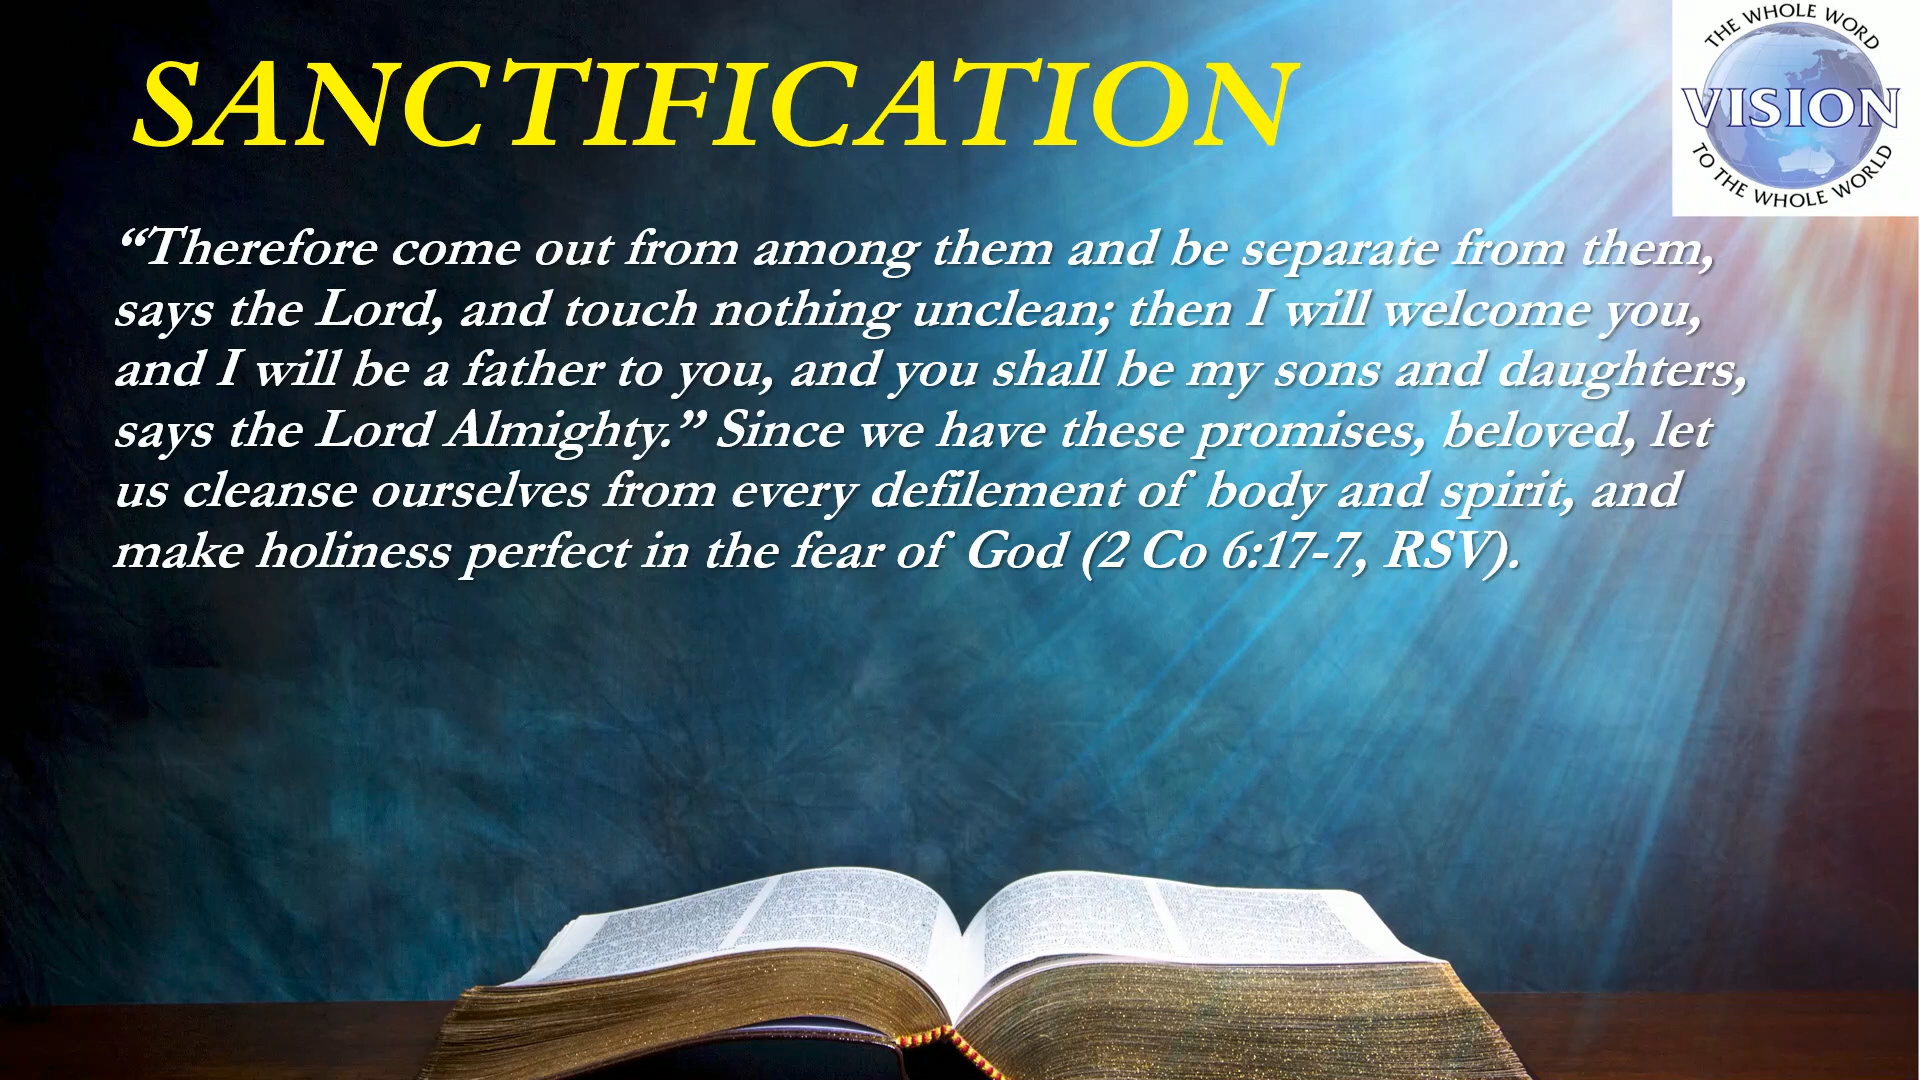 SANCTIFICATION
THE WHOLE WORD
VISION
TO THE WHOLE WORLD
“Therefore come out from among them and be separate from them,
says the Lord, and touch nothing unclean; then I will welcome you,
and I will be a father to you, and you shall be my sons and daughters,
says the Lord Almighty.” Since we have these promises, beloved, let
us cleanse ourselves from every defilement of body and spirit, and
make holiness perfect in the fear of God (2 Co 6:17-7, RSV).